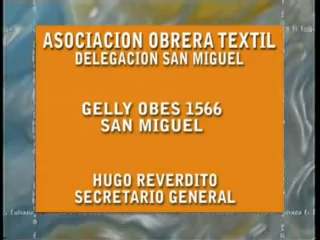 ASOCIACION OBRERA TEXTIL
DELEGACION SAN MIGUEL
GELLY OBES 1566
SAN MIGUEL
HUGO REVERDITO
SECRETARIO GENERAL